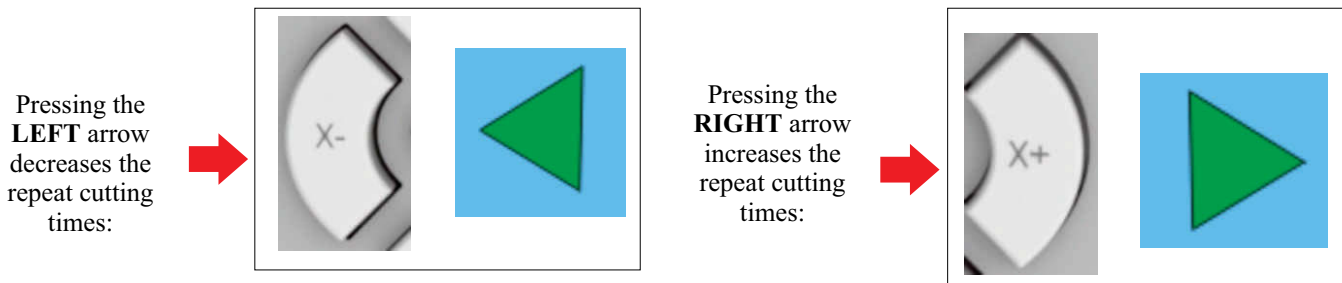 Pressing the
LEFT arrow
decreases the
repeat cutting
times:
X-
Pressing the
RIGHT arrow
increases the
repeat cutting
times:
X+